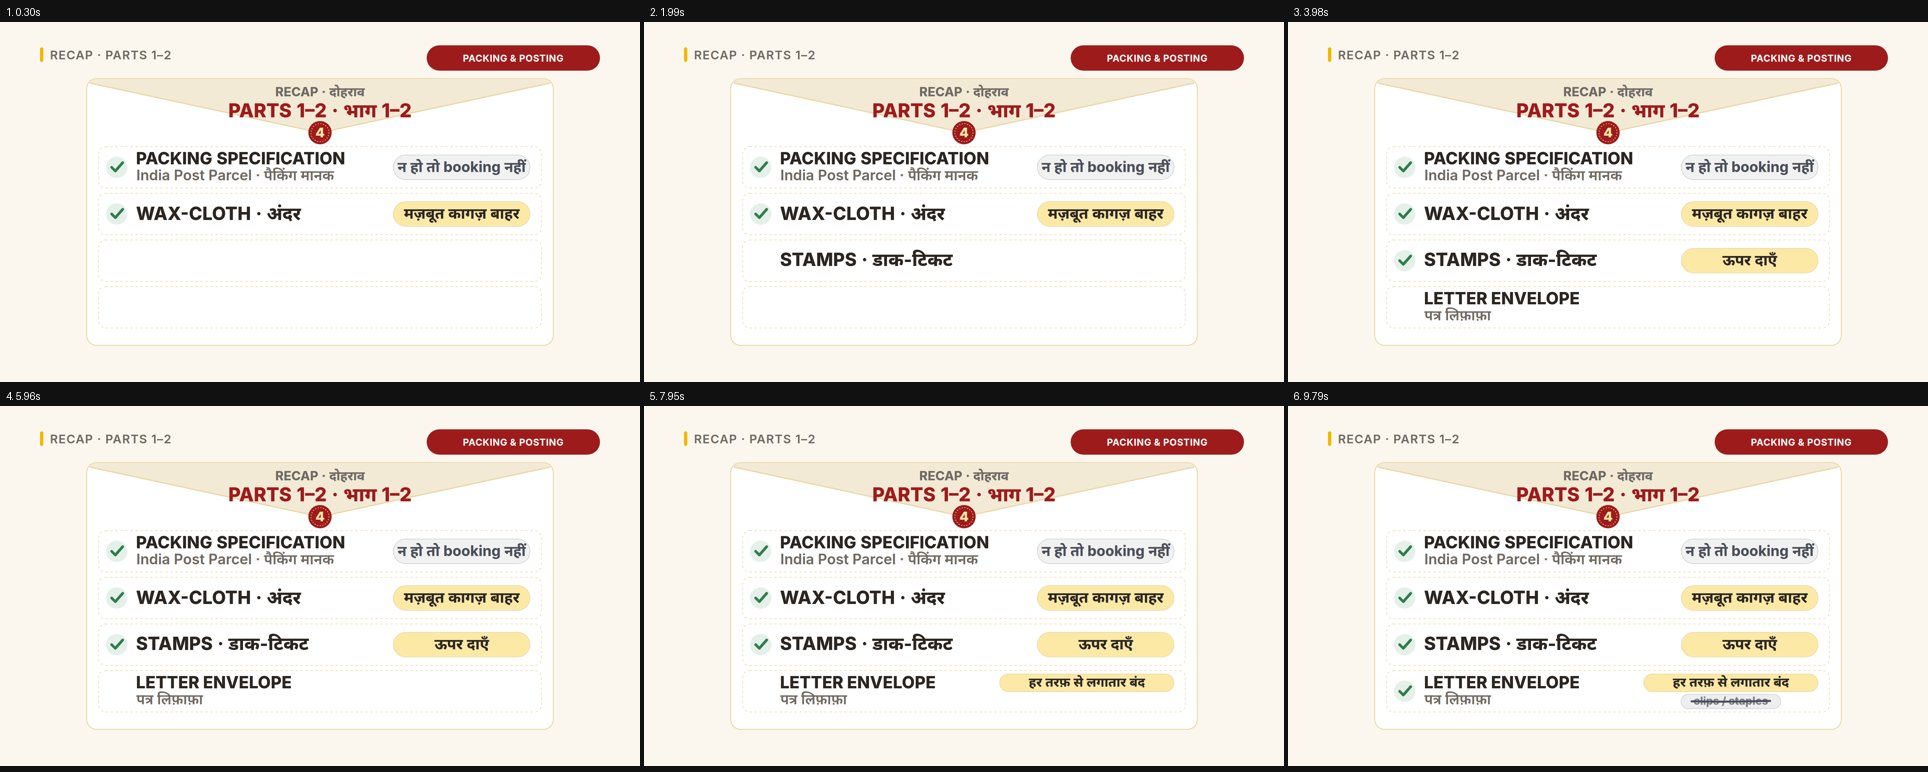 1. 0.30s
RECAP · PARTS 1–2
PACKING & POSTING
RECAP · दोहराव
PARTS 1–2 · भाग 1–2
4
PACKING SPECIFICATION
India Post Parcel · पैकिंग मानक
न हो तो booking नहीं
WAX-CLOTH · अंदर
मज़बूत कागज़ बाहर
2. 1.99s
RECAP · PARTS 1–2
PACKING & POSTING
RECAP · दोहराव
PARTS 1–2 · भाग 1–2
4
PACKING SPECIFICATION
India Post Parcel · पैकिंग मानक
न हो तो booking नहीं
WAX-CLOTH · अंदर
मज़बूत कागज़ बाहर
STAMPS · डाक-टिकट
3. 3.98s
RECAP · PARTS 1–2
PACKING & POSTING
RECAP · दोहराव
PARTS 1–2 · भाग 1–2
4
PACKING SPECIFICATION
India Post Parcel · पैकिंग मानक
न हो तो booking नहीं
WAX-CLOTH · अंदर
मज़बूत कागज़ बाहर
STAMPS · डाक-टिकट
ऊपर दाएँ
LETTER ENVELOPE
पत्र लिफ़ाफ़ा
4. 5.96s
RECAP · PARTS 1–2
PACKING & POSTING
RECAP · दोहराव
PARTS 1–2 · भाग 1–2
4
PACKING SPECIFICATION
India Post Parcel · पैकिंग मानक
न हो तो booking नहीं
WAX-CLOTH · अंदर
मज़बूत कागज़ बाहर
STAMPS · डाक-टिकट
ऊपर दाएँ
LETTER ENVELOPE
पत्र लिफ़ाफ़ा
5. 7.95s
RECAP · PARTS 1–2
PACKING & POSTING
RECAP · दोहराव
PARTS 1–2 · भाग 1–2
4
PACKING SPECIFICATION
India Post Parcel · पैकिंग मानक
न हो तो booking नहीं
WAX-CLOTH · अंदर
मज़बूत कागज़ बाहर
STAMPS · डाक-टिकट
ऊपर दाएँ
LETTER ENVELOPE
पत्र लिफ़ाफ़ा
हर तरफ़ से लगातार बंद
6. 9.79s
RECAP · PARTS 1–2
PACKING & POSTING
RECAP · दोहराव
PARTS 1–2 · भाग 1–2
4
PACKING SPECIFICATION
India Post Parcel · पैकिंग मानक
न हो तो booking नहीं
WAX-CLOTH · अंदर
मज़बूत कागज़ बाहर
STAMPS · डाक-टिकट
ऊपर दाएँ
LETTER ENVELOPE
पत्र लिफ़ाफ़ा
हर तरफ़ से लगातार बंद
clips / staples